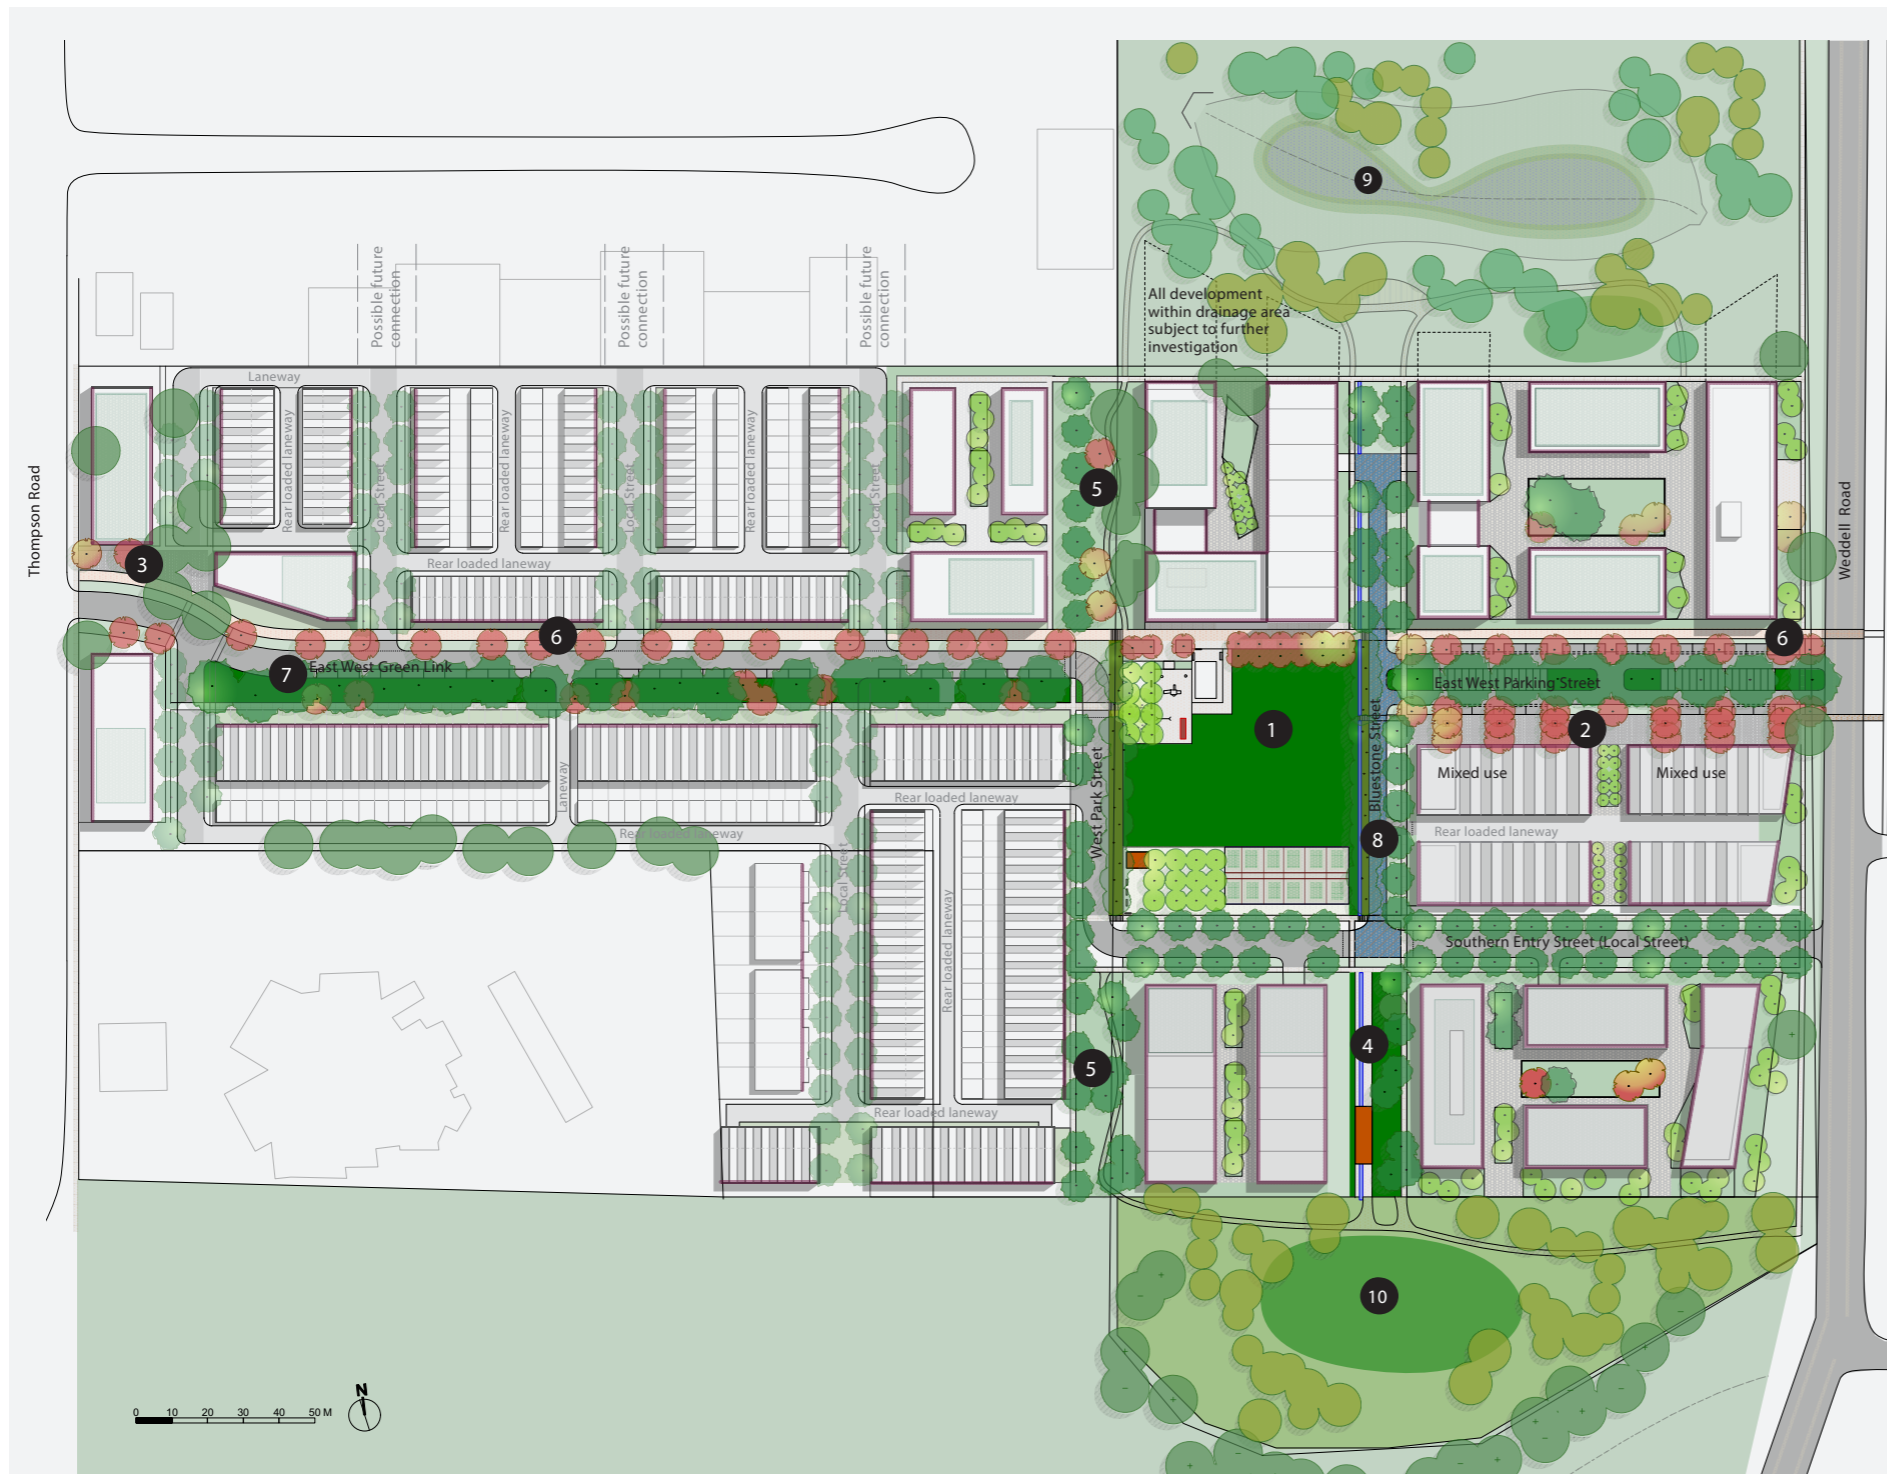 9
Possible future
connection
Possible future
connection
Possible future
connection
All development
within drainage area
subject to further
investigation
Laneway
Rear loaded laneway
Local Street
Rear loaded laneway
Local Street
Rear loaded laneway
Local Street
5
Thompson Road
Weddell Road
3
Rear loaded laneway
6
6
7
East West Green Link
East West Parking Street
1
2
Bluestone Street
West Park Street
Mixed use
Mixed use
Laneway
Rear loaded laneway
Rear loaded laneway
Rear loaded laneway
8
Local Street
Rear loaded laneway
Southern Entry Street (Local Street)
4
5
Rear loaded laneway
10
N
0 10 20 30 40 50 M